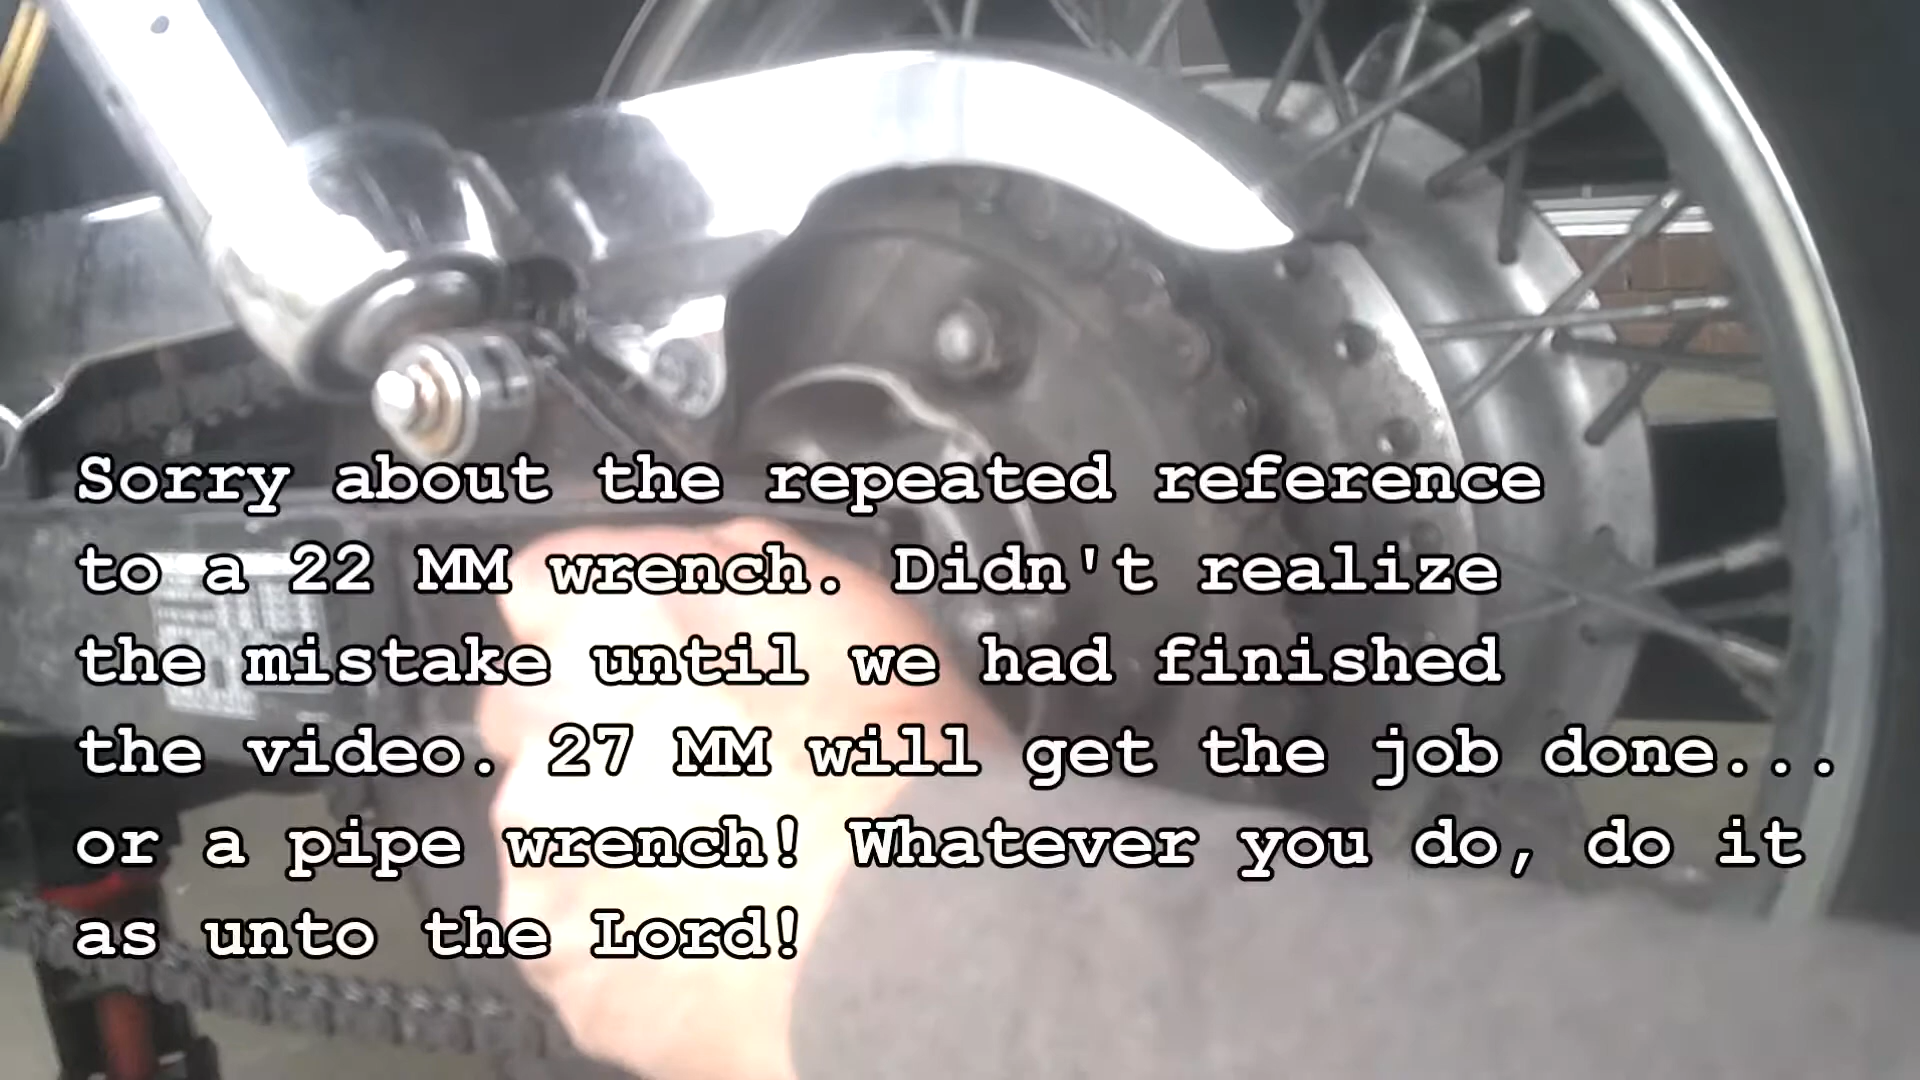 Sorry about the repeated reference
to a 22 MM wrench. Didn't realize
the mistake until we had finished
the video. 27 MM will get the job done...
or a pipe wrench! Whatever you do, do it
as unto the Lord!